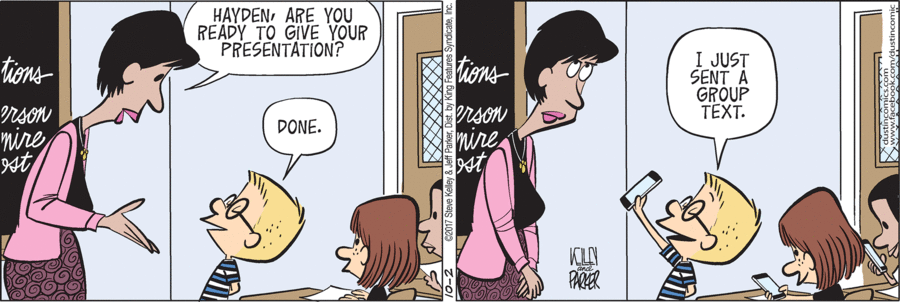 HAYDEN, ARE YOU
READY TO GIVE YOUR
PRESENTATION?
DONE.
tions
erson
mire
ost
©2017 Steve Kelley & Jeff Parker, Dist. by King Features Syndicate, Inc.
10-2
I JUST
SENT A
GROUP
TEXT.
tions
erson
mire
ost
KELLEY
and
PARKER
dustincomics.com
www.facebook.com/dustincomic